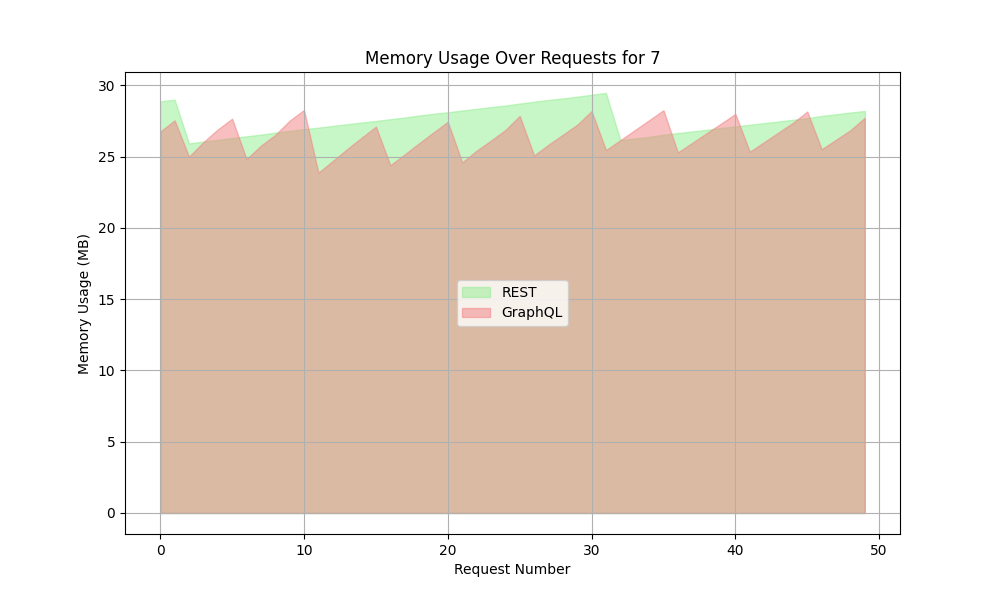 Memory Usage Over Requests for 7
Memory Usage (MB)
30
25
20
15
10
5
0
REST
GraphQL
0 10 20 30 40 50
Request Number